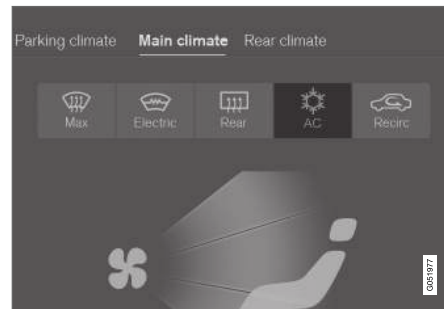 Parking climate Main climate Rear climate
Max Electric Rear AC Recirc
G051977